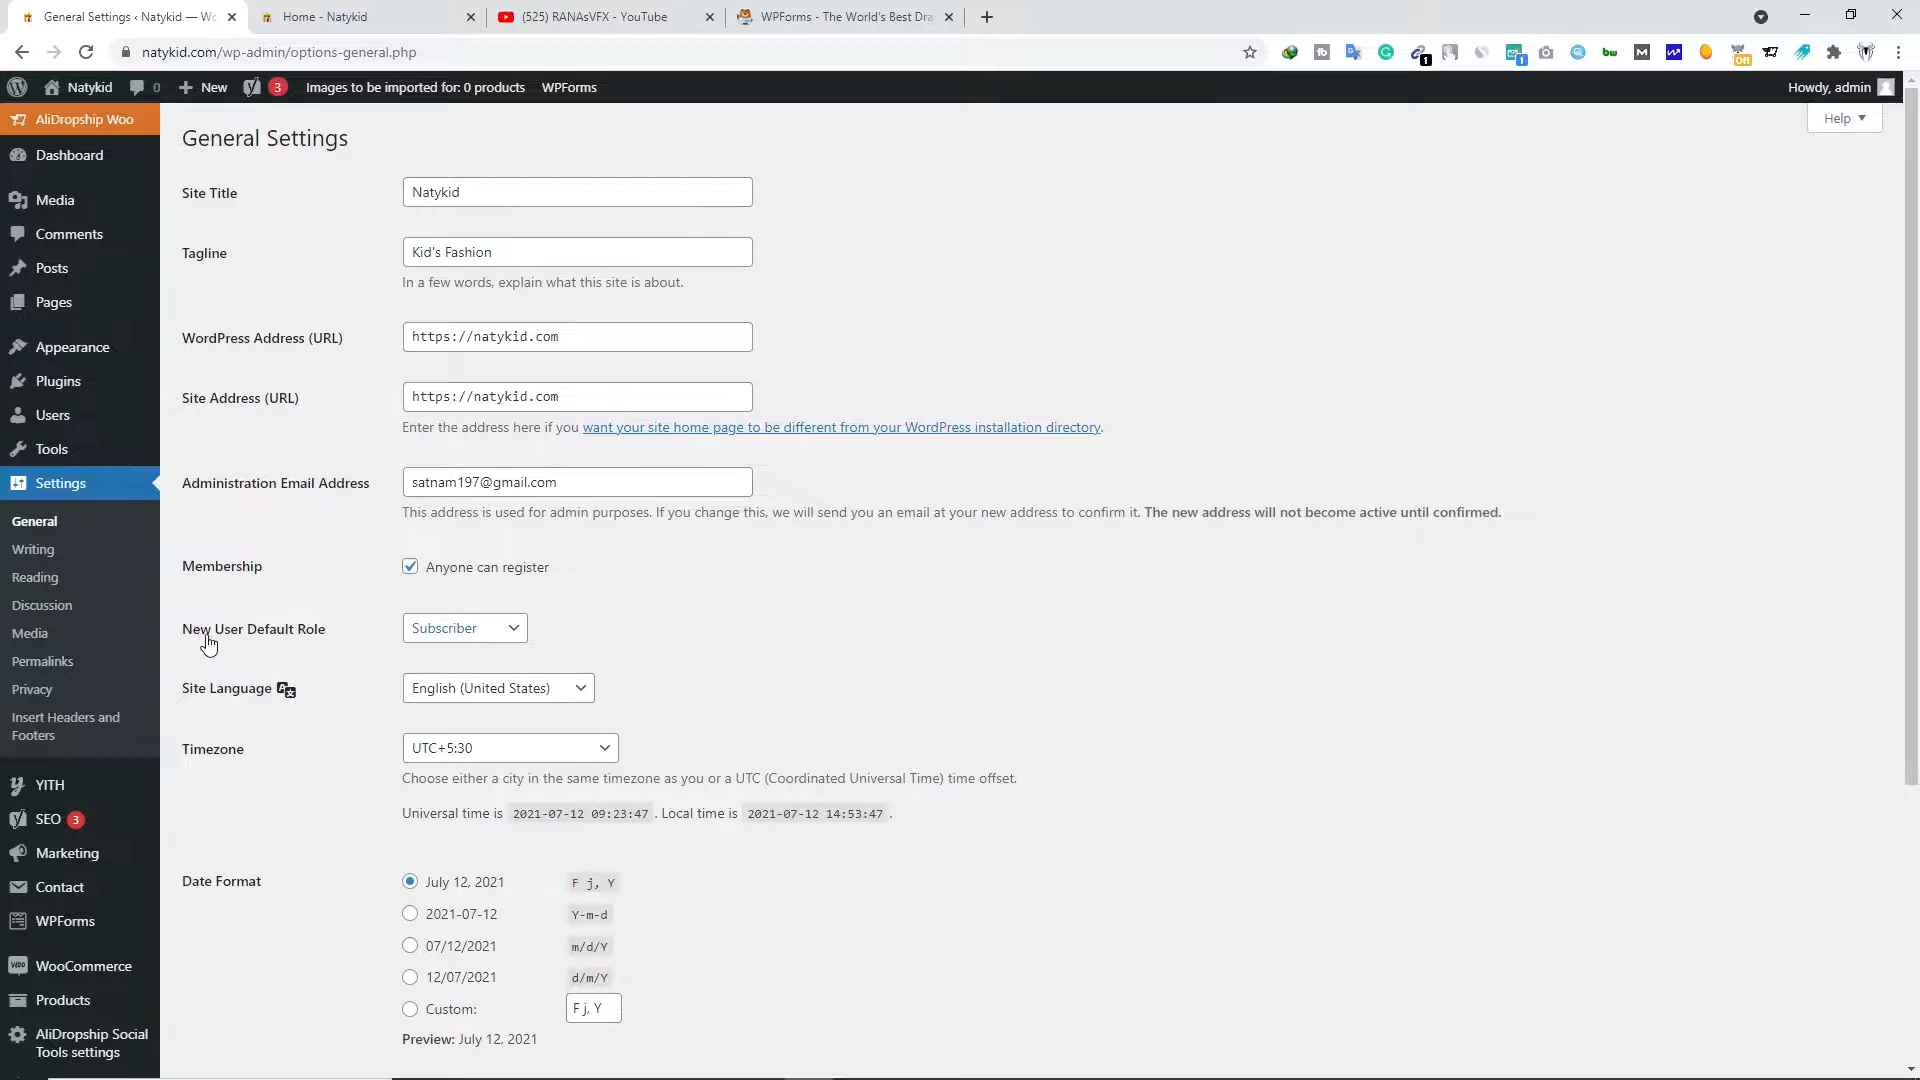 General Settings ‹ Natykid — Wo
Home - Natykid
(525) RANAsVFX - YouTube
WPForms - The World's Best Dra
natykid.com/wp-admin/options-general.php
1
1
Off
Natykid
0
New
3
Images to be imported for: 0 products
WPForms
Howdy, admin
AliDropship Woo
Dashboard
Media
Comments
Posts
Pages
Appearance
Plugins
Users
Tools
Settings
General
Writing
Reading
Discussion
Media
Permalinks
Privacy
Insert Headers and
Footers
YITH
SEO 3
Marketing
Contact
WPForms
WooCommerce
Products
AliDropship Social
Tools settings
Help
General Settings
Site Title
Natykid
Tagline
Kid's Fashion
In a few words, explain what this site is about.
WordPress Address (URL)
https://natykid.com
Site Address (URL)
https://natykid.com
Enter the address here if you want your site home page to be different from your WordPress installation directory.
Administration Email Address
satnam197@gmail.com
This address is used for admin purposes. If you change this, we will send you an email at your new address to confirm it. The new address will not become active until confirmed.
Membership
Anyone can register
New User Default Role
Subscriber
Site Language
English (United States)
Timezone
UTC+5:30
Choose either a city in the same timezone as you or a UTC (Coordinated Universal Time) time offset.
Universal time is 2021-07-12 09:23:47 . Local time is 2021-07-12 14:53:47 .
Date Format
July 12, 2021 F j, Y
2021-07-12 Y-m-d
07/12/2021 m/d/Y
12/07/2021 d/m/Y
Custom: F j, Y
Preview: July 12, 2021